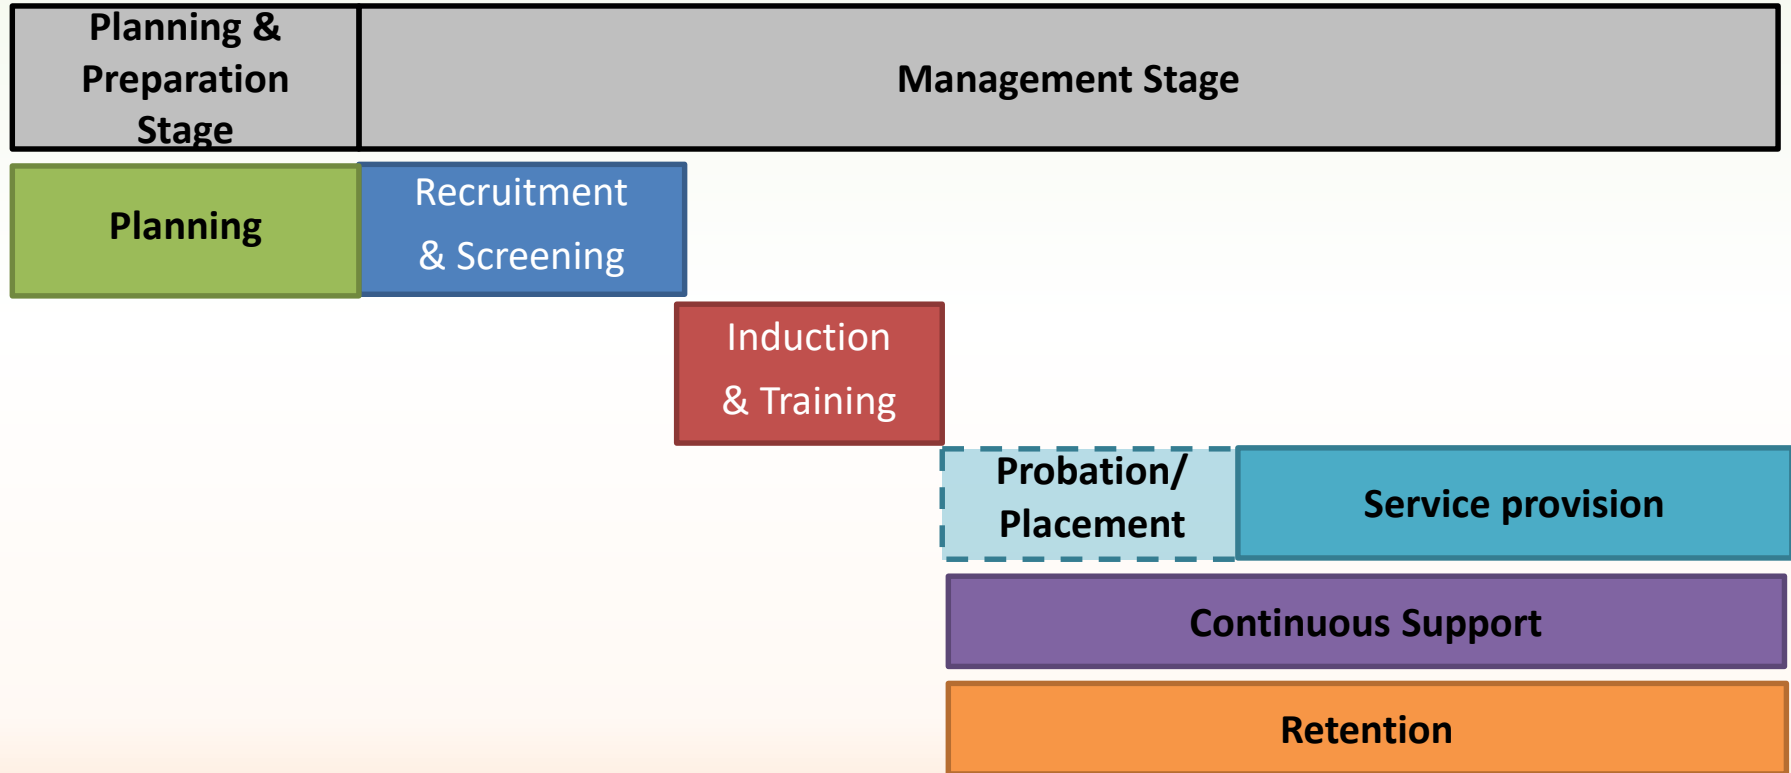 Planning &
Preparation
Stage
Management Stage
Planning
Recruitment
& Screening
Induction
& Training
Probation/
Placement
Service provision
Continuous Support
Retention